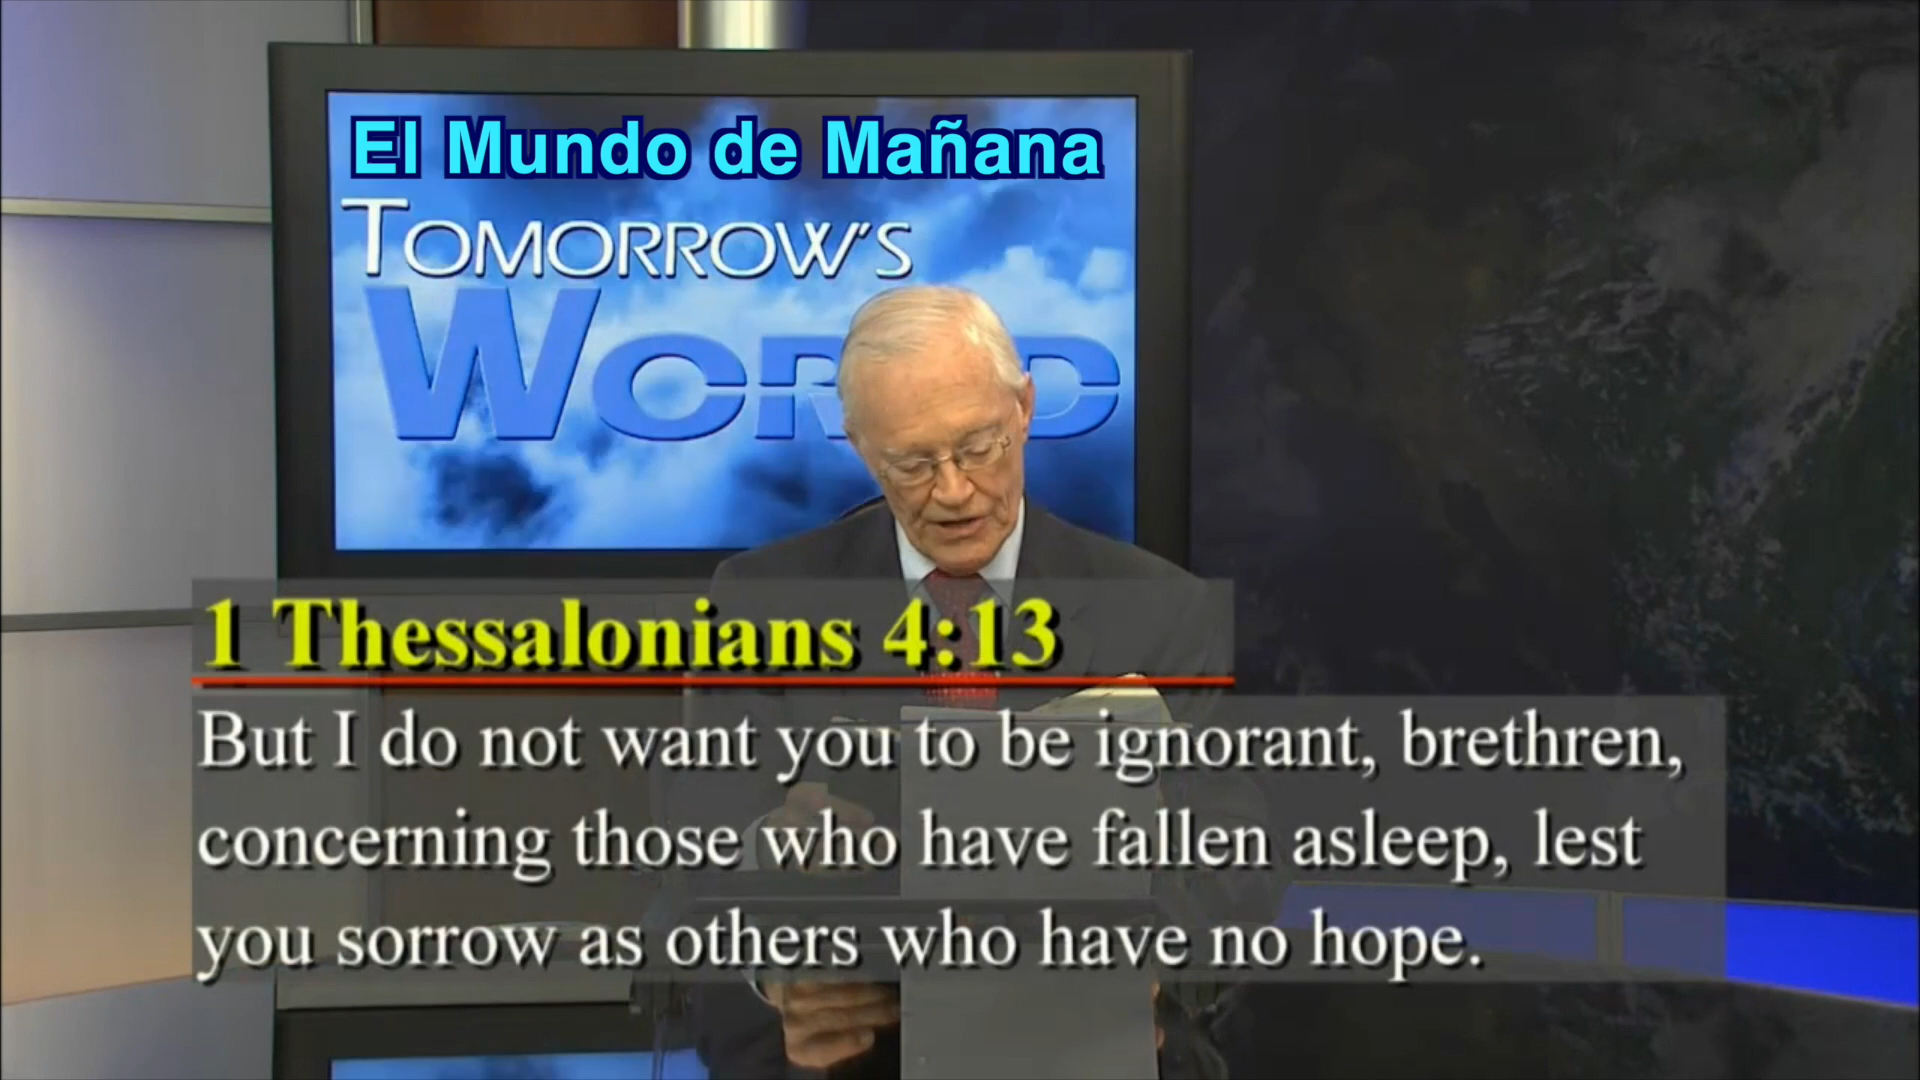 El Mundo de Mañana
TOMORROW'S
WORLD
1 Thessalonians 4:13
But I do not want you to be ignorant, brethren,
concerning those who have fallen asleep, lest
you sorrow as others who have no hope.